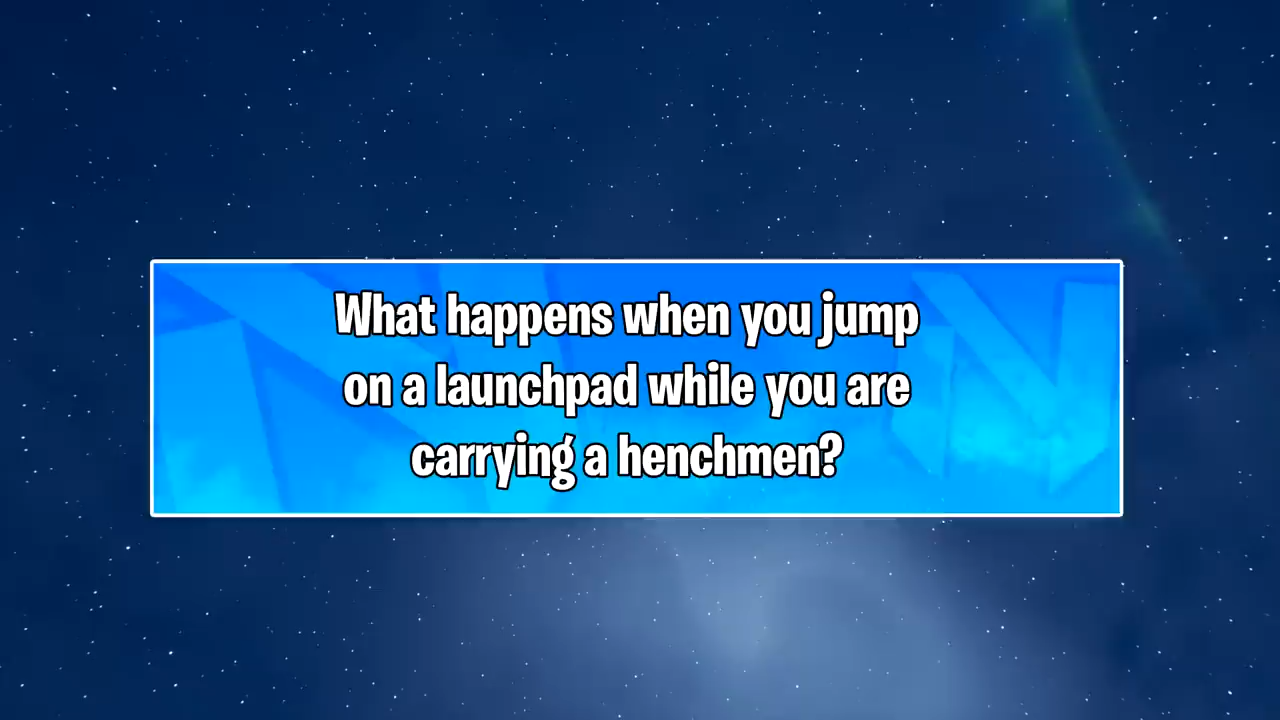 What happens when you jump
on a launchpad while you are
carrying a henchmen?